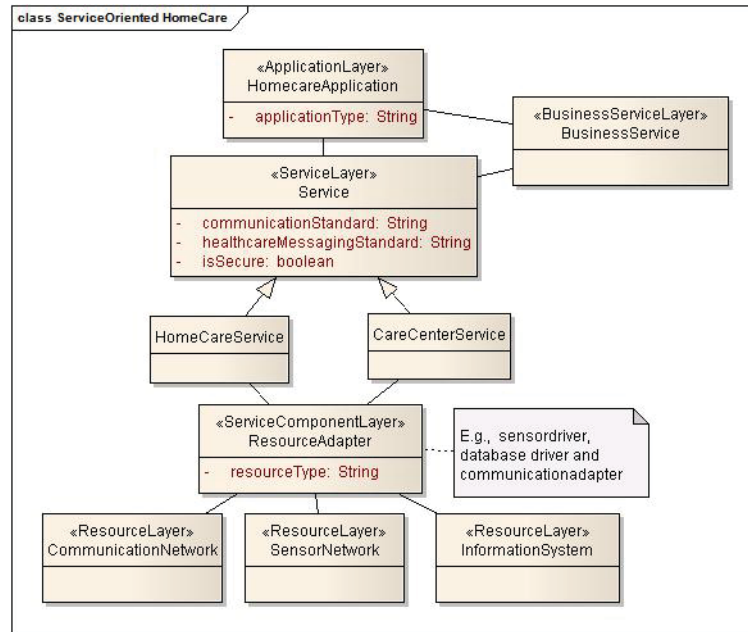 class ServiceOriented HomeCare
«ApplicationLayer»
HomecareApplication
- applicationType: String
«BusinessServiceLayer»
BusinessService
«ServiceLayer»
Service
- communicationStandard: String
- healthcareMessagingStandard: String
- isSecure: boolean
HomeCareService
CareCenterService
«ServiceComponentLayer»
ResourceAdapter
- resourceType: String
E.g., sensordriver,
database driver and
communicationadapter
«ResourceLayer»
CommunicationNetwork
«ResourceLayer»
SensorNetwork
«ResourceLayer»
InformationSystem